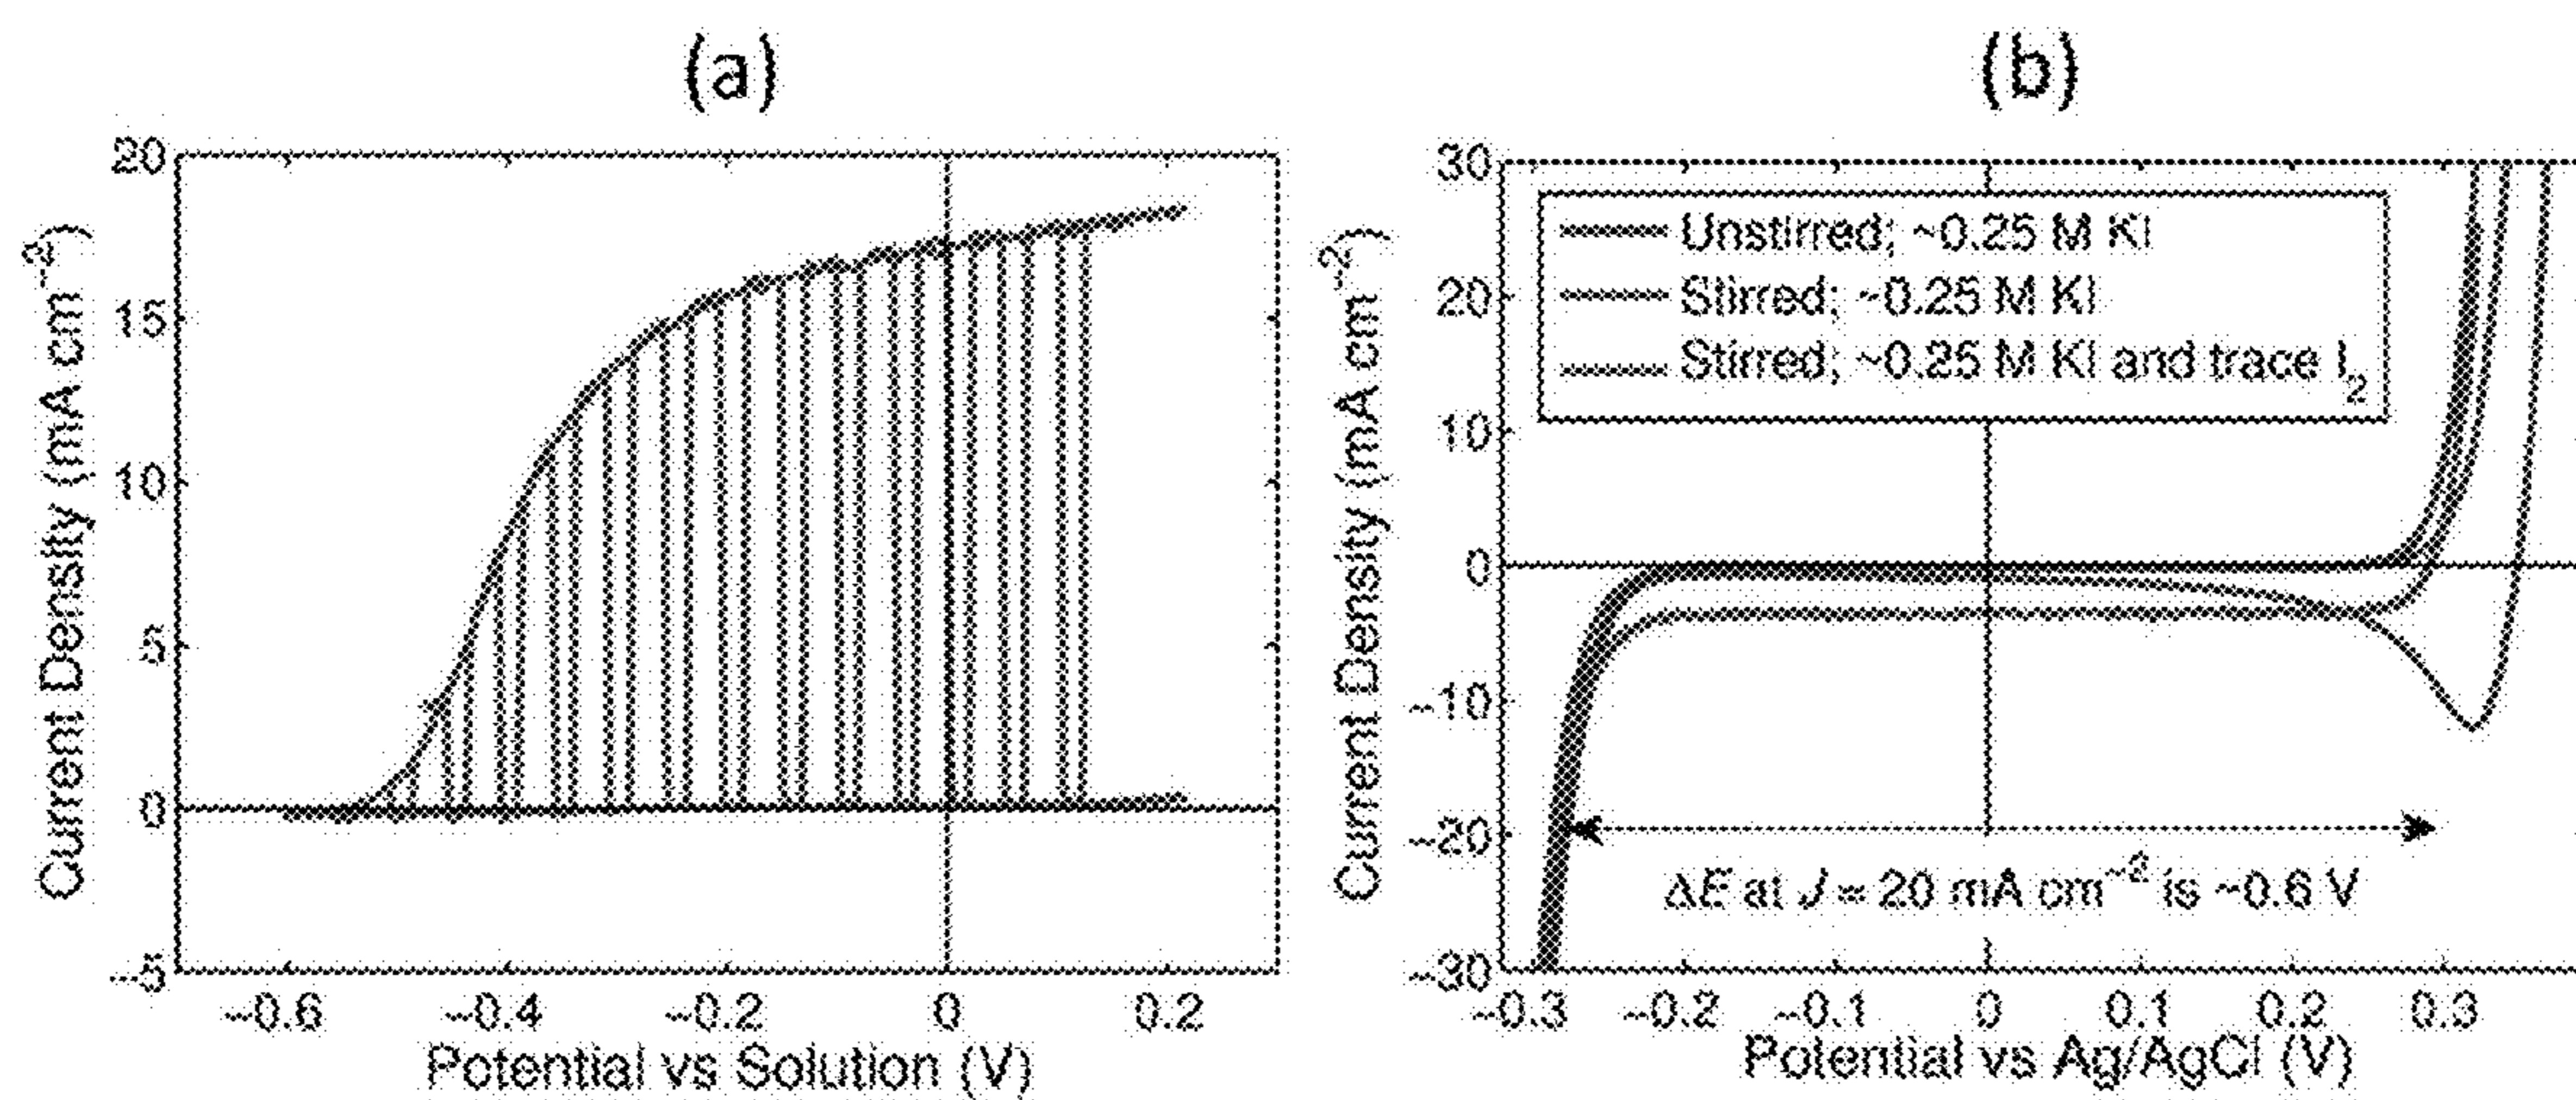 (a)
20
15
10
5
0
-5
-0.6
-0.4
-0.2
0
0.2
Current Density (mA cm⁻²)
Potential vs Solution (V)
(b)
30
20
10
0
-10
-20
-30
Unstirred; ~0.25 M KI
Stirred; ~0.25 M KI
Stirred; ~0.25 M KI and trace I₂
ΔE at J = 20 mA cm⁻² is ~0.6 V
-0.3
-0.2
-0.1
0
0.1
0.2
0.3
Current Density (mA cm⁻²)
Potential vs Ag/AgCl (V)